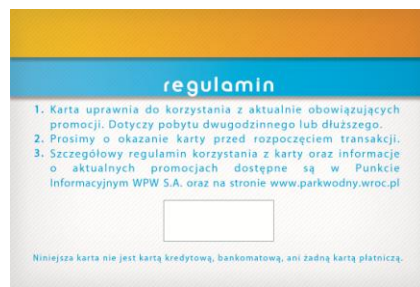 regulamin
1. Karta uprawnia do korzystania z aktualnie obowiązujących
promocji. Dotyczy pobytu dwugodzinnego lub dłuższego.
2. Prosimy o okazanie karty przed rozpoczęciem transakcji.
3. Szczegółowy regulamin korzystania z karty oraz informacje
o aktualnych promocjach dostępne są w Punkcie
Informacyjnym WPW S.A. oraz na stronie www.parkwodny.wroc.pl
Niniejsza karta nie jest kartą kredytową, bankomatową, ani żadną kartą płatniczą.